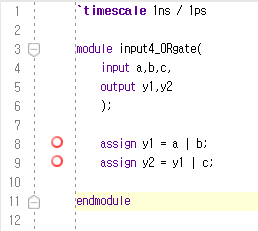 1 `timescale 1ns / 1ps
2
3 module input4_ORgate(
4 input a,b,c,
5 output y1,y2
6 );
7
8 assign y1 = a | b;
9 assign y2 = y1 | c;
10
11 endmodule
12